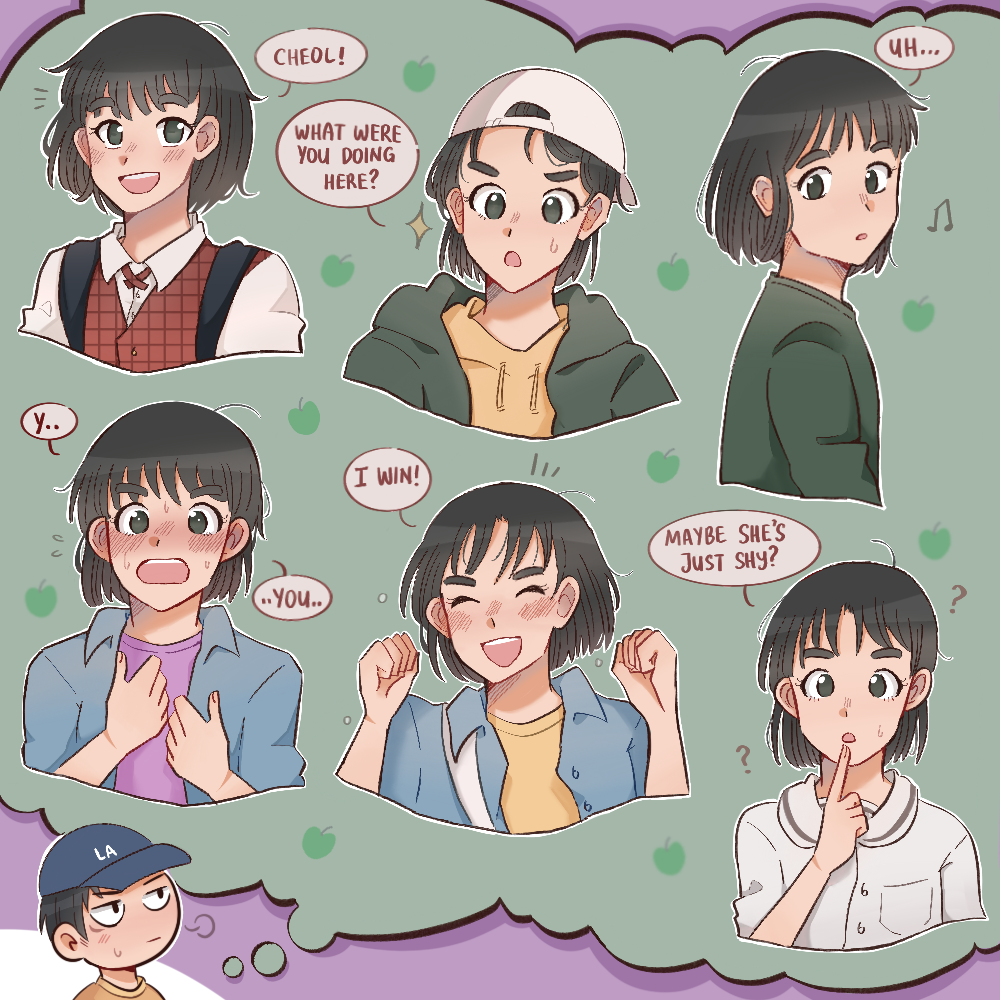 CHEOL!
WHAT WERE
YOU DOING
HERE?
UH...
Y..
..YOU..
I WIN!
MAYBE SHE'S
JUST SHY?
?
?
LA